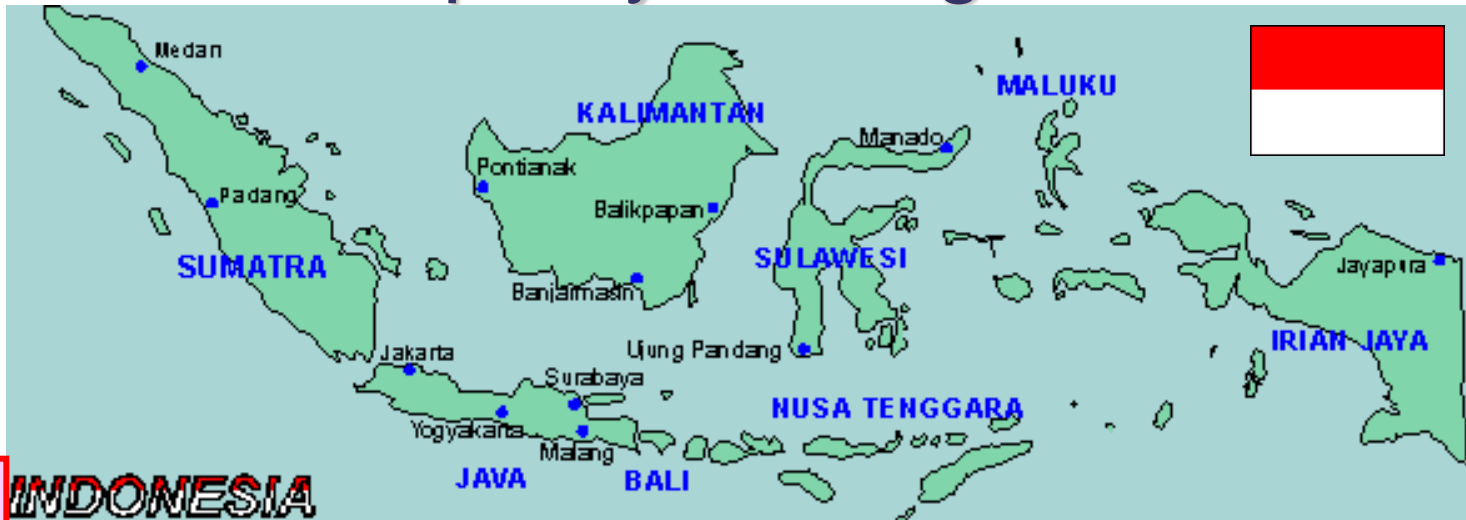 Medan
MALUKU
KALIMANTAN
Manado
Pontianak
Padang
Balikpapan
SULAWESI
SUMATRA
Jayapura
Banjarmasin
IRIAN JAYA
Ujung Pandang
Jakarta
Surabaya
NUSA TENGGARA
Yogyakarta
Malang
JAVA
BALI
INDONESIA